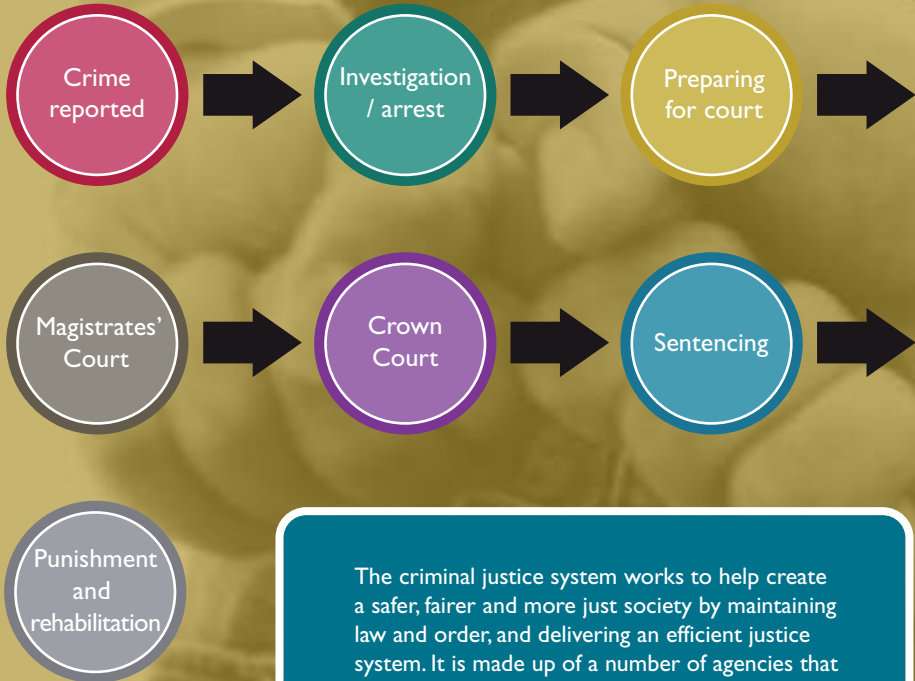 Crime
reported
Investigation
/ arrest
Preparing
for court
Magistrates’
Court
Crown
Court
Sentencing
Punishment
and
rehabilitation
The criminal justice system works to help create
a safer, fairer and more just society by maintaining
law and order, and delivering an efficient justice
system. It is made up of a number of agencies that